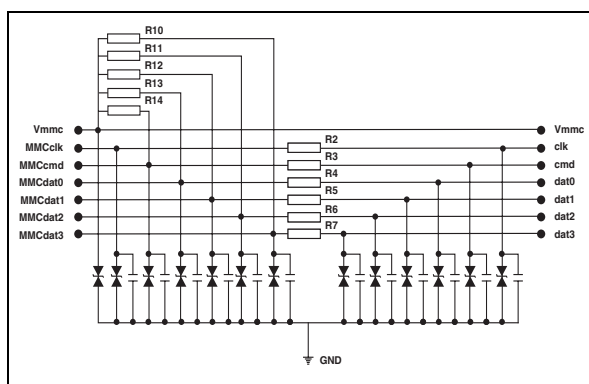 R10
R11
R12
R13
R14
Vmmc Vmmc
MMCclk R2 clk
MMCcmd R3 cmd
MMCdat0 R4 dat0
MMCdat1 R5 dat1
MMCdat2 R6 dat2
MMCdat3 R7 dat3
GND